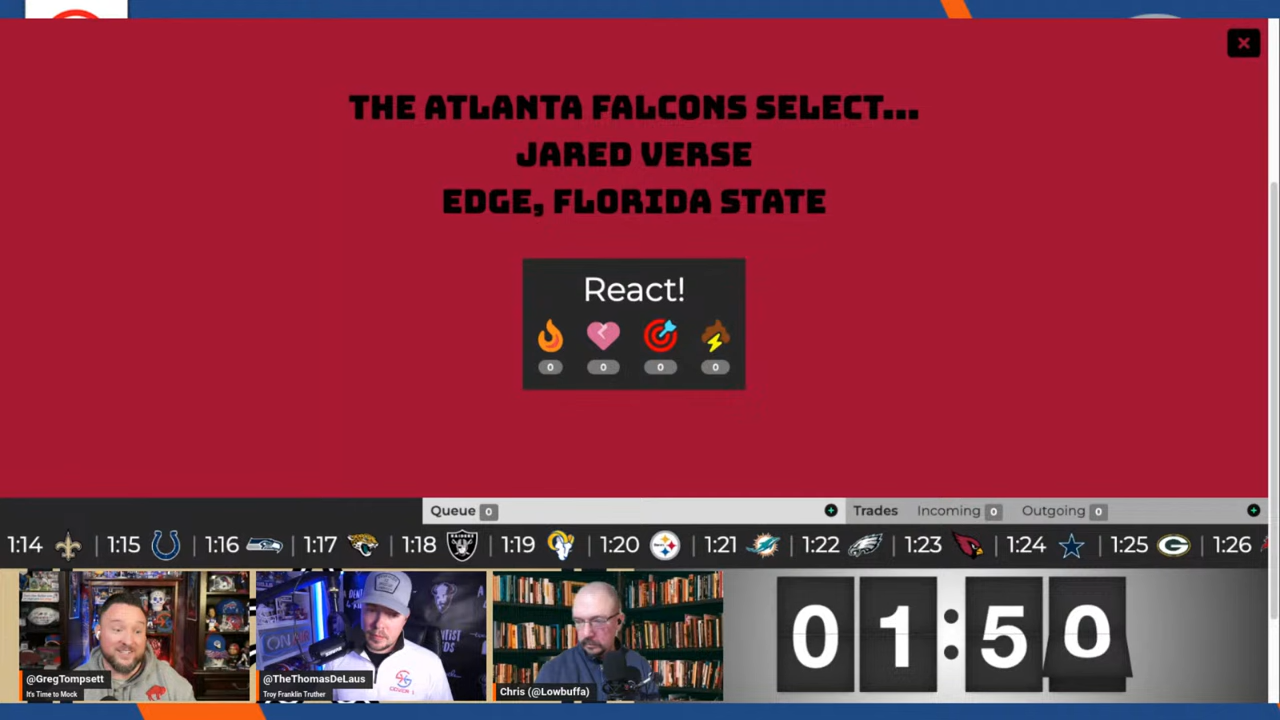 THE ATLANTA FALCONS SELECT...
JARED VERSE
EDGE, FLORIDA STATE
React!
0 0 0 0
Queue 0 Trades Incoming 0 Outgoing 0
1:14 | 1:15 | 1:16 | 1:17 | 1:18 RAIDERS | 1:19 | 1:20 | 1:21 | 1:22 | 1:23 | 1:24 | 1:25 G | 1:26
@GregTompsett
It's Time to Mock
@TheThomasDeLaus
Troy Franklin Truther
Chris (@Lowbuffa)
01:50